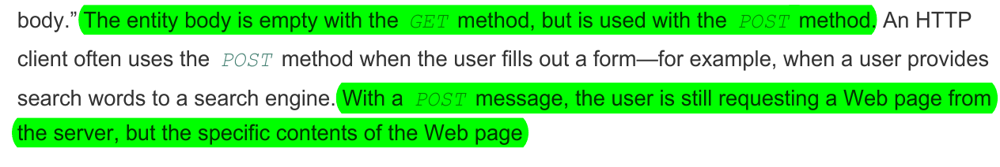 body.” The entity body is empty with the GET method, but is used with the POST method. An HTTP
client often uses the POST method when the user fills out a form—for example, when a user provides
search words to a search engine. With a POST message, the user is still requesting a Web page from
the server, but the specific contents of the Web page